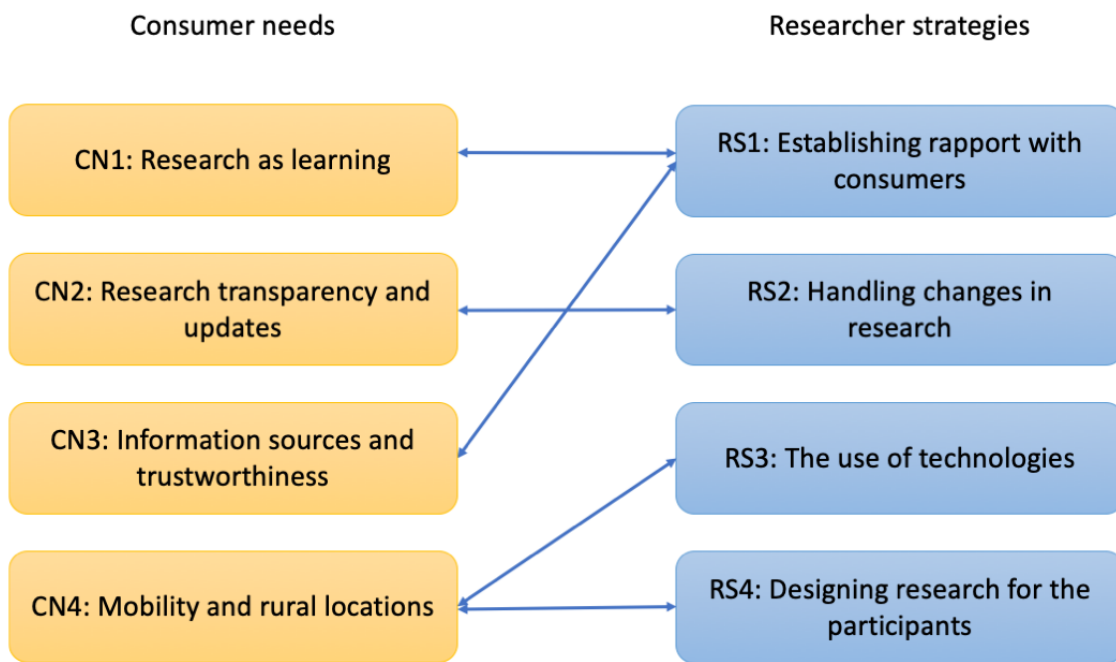 Consumer needs
Researcher strategies
CN1: Research as learning
RS1: Establishing rapport with
consumers
CN2: Research transparency and
updates
RS2: Handling changes in
research
CN3: Information sources and
trustworthiness
RS3: The use of technologies
CN4: Mobility and rural locations
RS4: Designing research for the
participants